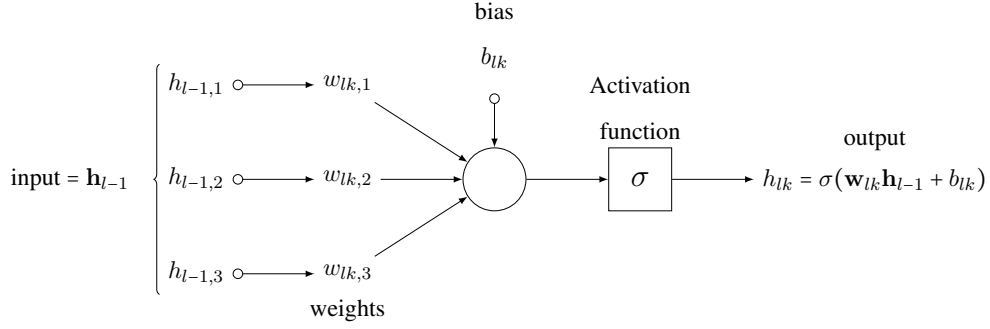 bias
b_{lk}
Activation
function
h_{l-1,1}
w_{lk,1}
input = h_{l-1}
h_{l-1,2}
w_{lk,2}
σ
output
h_{lk} = σ(w_{lk}h_{l-1} + b_{lk})
h_{l-1,3}
w_{lk,3}
weights